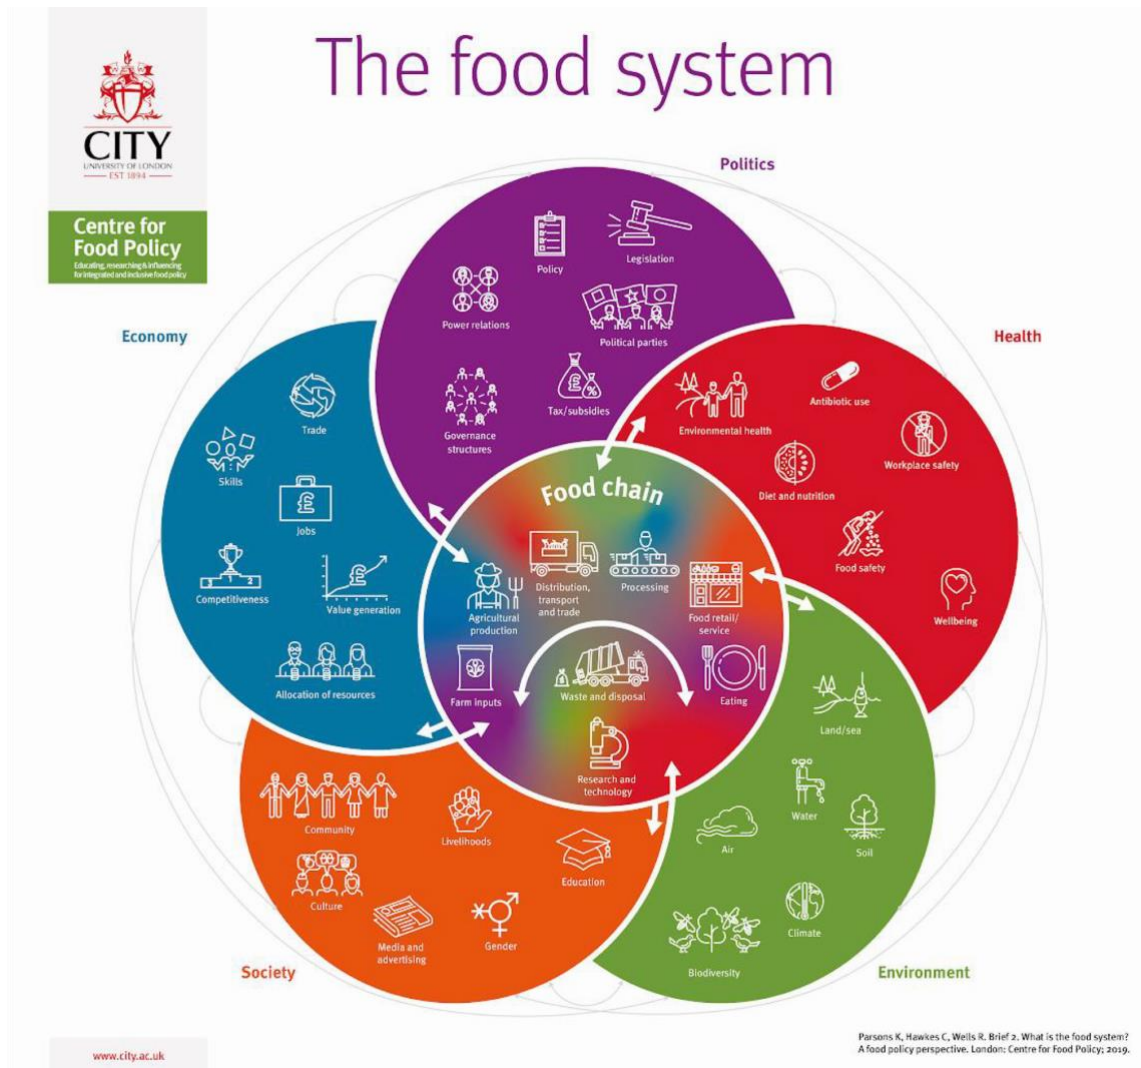 The food system
CITY
UNIVERSITY OF LONDON
EST 1894
Centre for
Food Policy
Educating, researching & influencing
for integrated and inclusive food policy
Politics
Policy
Legislation
Power relations
Political parties
Tax/subsidies
Governance
structures
Economy
Trade
Skills
Jobs
Competitiveness
Value generation
Allocation of resources
Health
Environmental health
Antibiotic use
Workplace safety
Diet and nutrition
Food safety
Wellbeing
Food chain
Agricultural
production
Distribution,
transport
and trade
Processing
Food retail/
service
Farm inputs
Waste and disposal
Eating
Research and
technology
Society
Community
Livelihoods
Education
Culture
Media and
advertising
Gender
Environment
Land/sea
Water
Air
Soil
Climate
Biodiversity
www.city.ac.uk
Parsons K, Hawkes C, Wells R. Brief 2. What is the food system?
A food policy perspective. London: Centre for Food Policy; 2019.